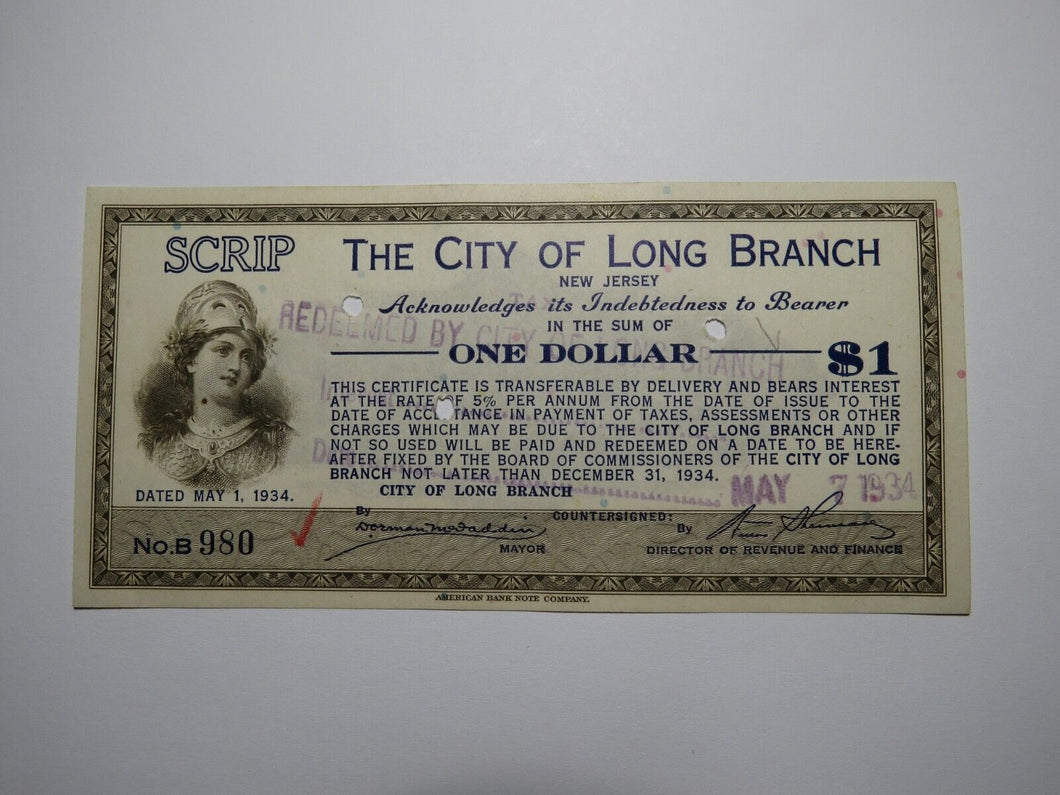 SCRIP
THE CITY OF LONG BRANCH
NEW JERSEY
Acknowledges its Indebtedness to Bearer
IN THE SUM OF
ONE DOLLAR $1
THIS CERTIFICATE IS TRANSFERABLE BY DELIVERY AND BEARS INTEREST
AT THE RATE OF 5% PER ANNUM FROM THE DATE OF ISSUE TO THE
DATE OF ACCEPTANCE IN PAYMENT OF TAXES, ASSESSMENTS OR OTHER
CHARGES WHICH MAY BE DUE TO THE CITY OF LONG BRANCH AND IF
NOT SO USED WILL BE PAID AND REDEEMED ON A DATE TO BE HERE-
AFTER FIXED BY THE BOARD OF COMMISSIONERS OF THE CITY OF LONG
BRANCH NOT LATER THAN DECEMBER 31, 1934.
REDEEMED BY CITY OF LONG BRANCH
MAY 7 1934
DATED MAY 1, 1934.
CITY OF LONG BRANCH
By Dorman McFaddin
MAYOR
COUNTERSIGNED:
By
DIRECTOR OF REVENUE AND FINANCE
No. B 980
AMERICAN BANK NOTE COMPANY.